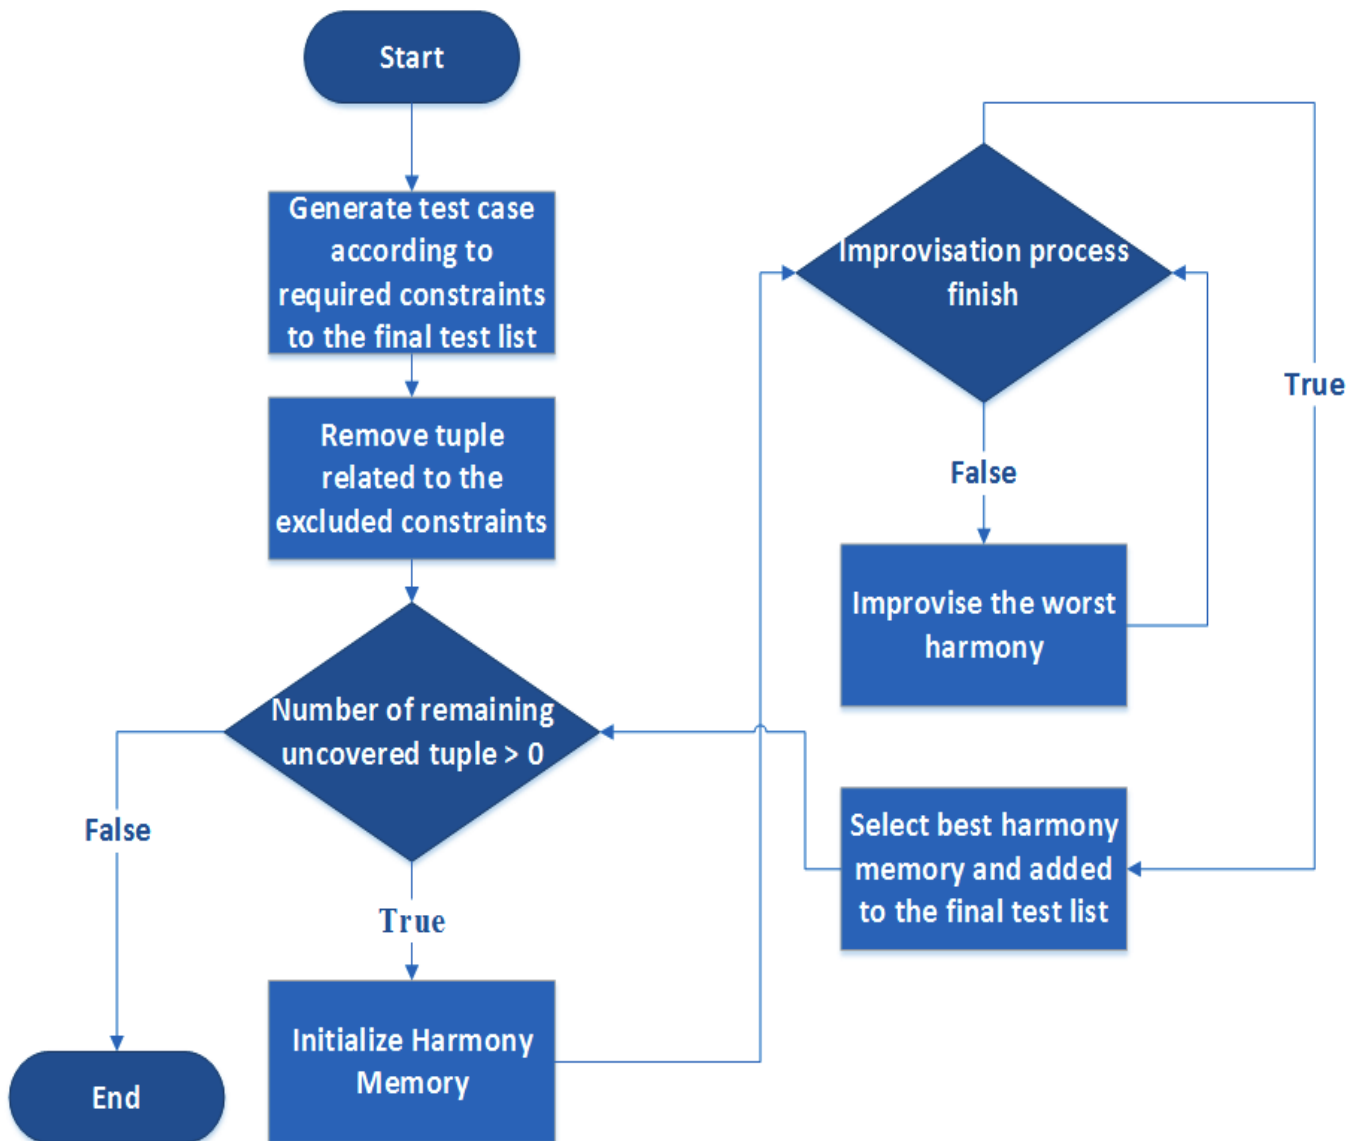 Start
Generate test case
according to
required constraints
to the final test list
Remove tuple
related to the
excluded constraints
Number of remaining
uncovered tuple > 0
False
True
End
Initialize Harmony
Memory
Improvisation process
finish
True
False
Improvise the worst
harmony
Select best harmony
memory and added
to the final test list